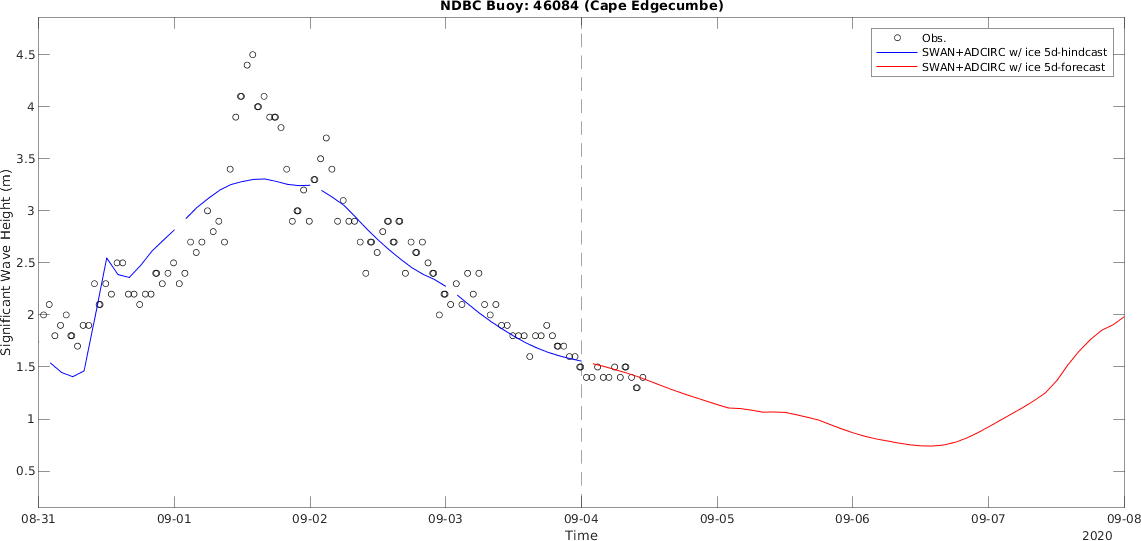 NDBC Buoy: 46084 (Cape Edgecumbe)
Obs.
SWAN+ADCIRC w/ ice 5d-hindcast
SWAN+ADCIRC w/ ice 5d-forecast
Significant Wave Height (m)
4.5
4
3.5
3
2.5
2
1.5
1
0.5
08-31 09-01 09-02 09-03 09-04 09-05 09-06 09-07 09-08
Time
2020